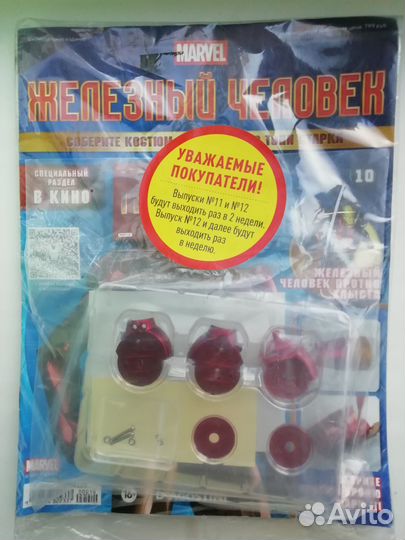 MARVEL
ЖЕЛЕЗНЫЙ ЧЕЛОВЕК
СОБЕРИТЕ КОСТЮМ
СТАРКА
СПЕЦИАЛЬНЫЙ
РАЗДЕЛ
В КИНО
УВАЖАЕМЫЕ
ПОКУПАТЕЛИ!
Выпуски №11 и №12
будут выходить раз в 2 недели.
Выпуск №12 и далее будут
выходить раз
в неделю.
10
ЖЕЛЕЗНЫЙ
ЧЕЛОВЕК ПРОТИВ
ХЛЫСТА
MARVEL
16+
Avito